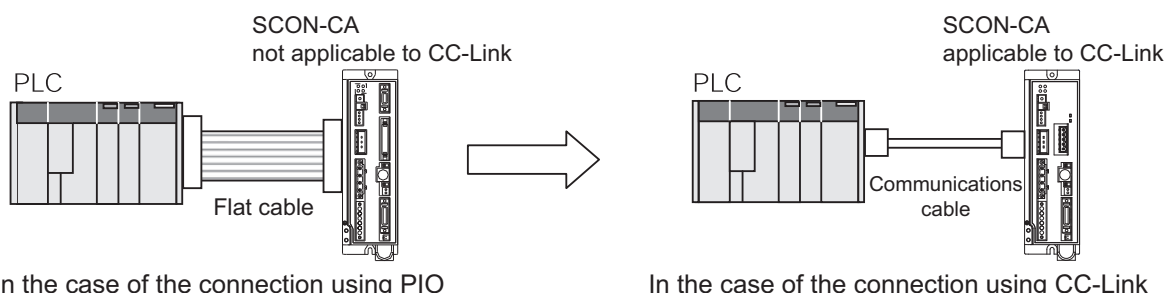 SCON-CA
not applicable to CC-Link
PLC
Flat cable
In the case of the connection using PIO
SCON-CA
applicable to CC-Link
PLC
Communications
cable
In the case of the connection using CC-Link